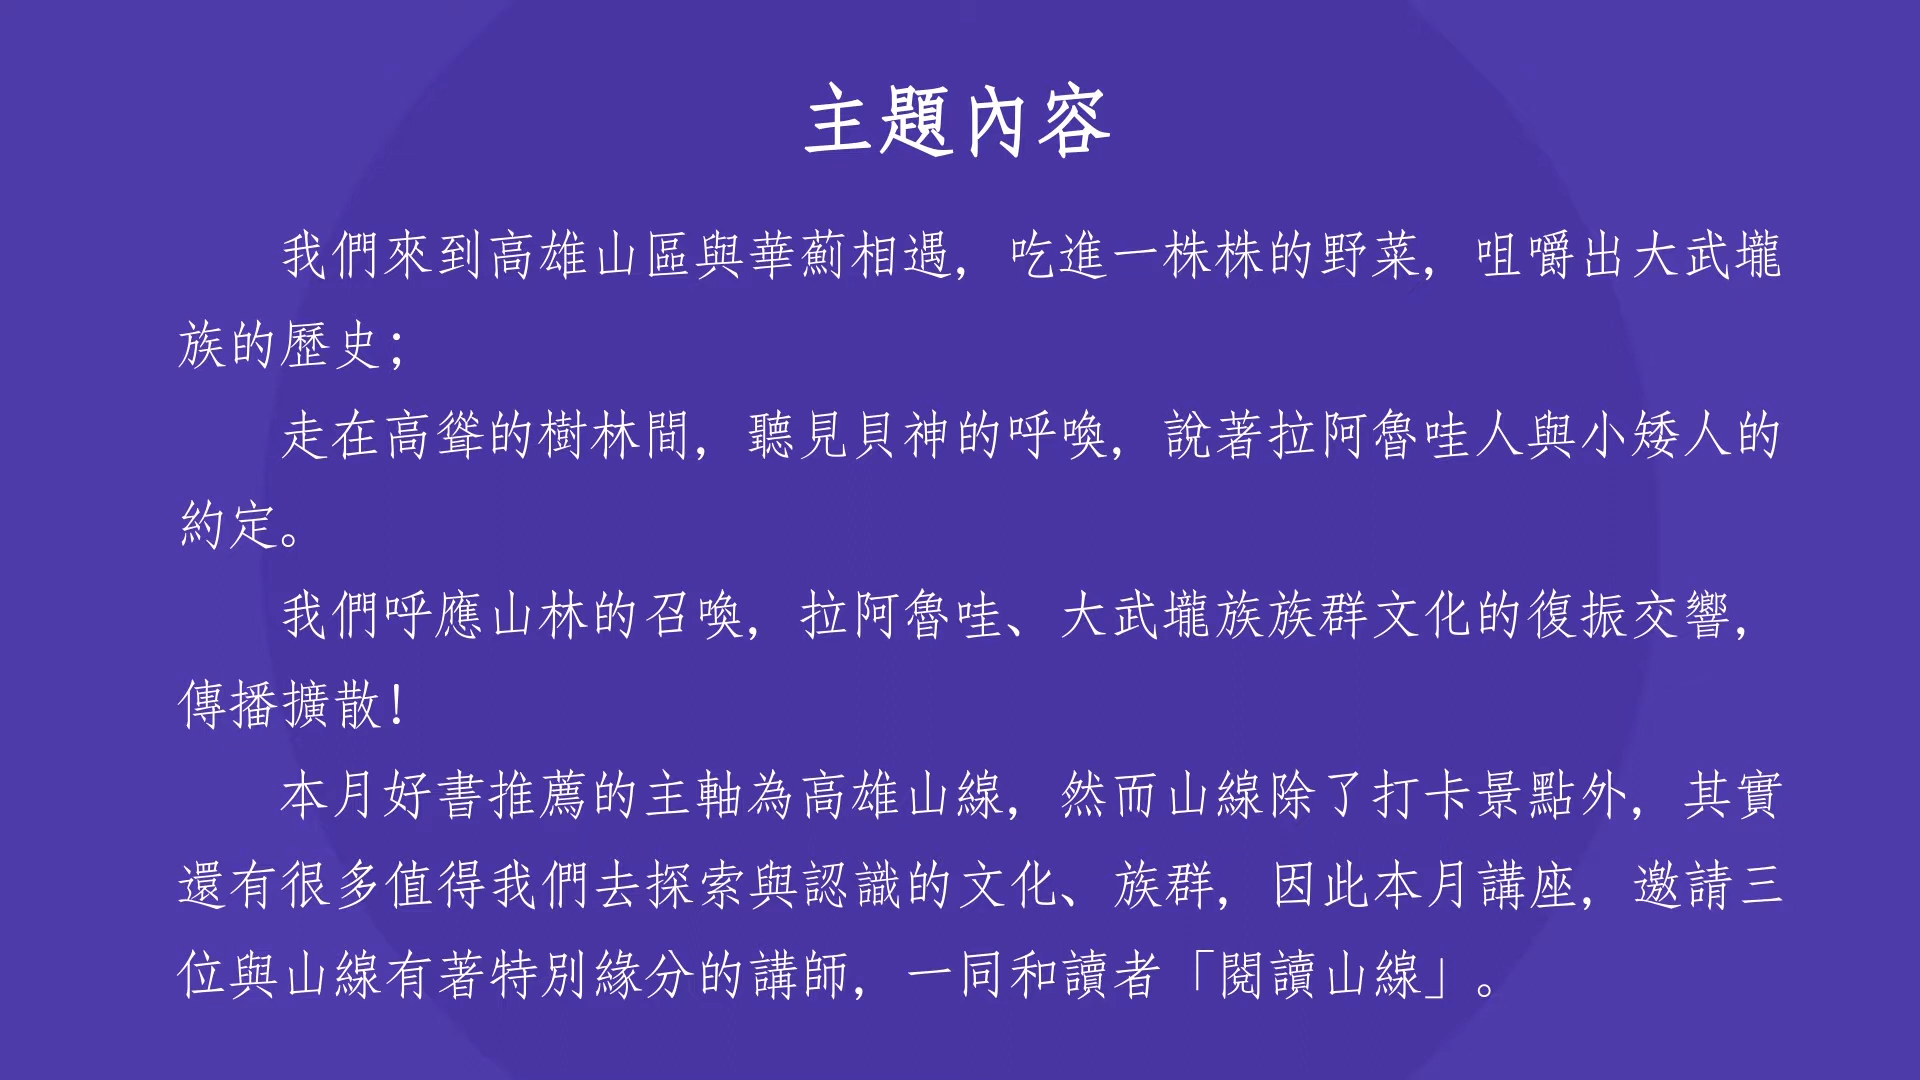 主題內容
我們來到高雄山區與華薊相遇，吃進一株株的野菜，咀嚼出大武壠
族的歷史；
走在高聳的樹林間，聽見貝神的呼喚，說著拉阿魯哇人與小矮人的
約定。
我們呼應山林的召喚，拉阿魯哇、大武壠族族群文化的復振交響，
傳播擴散！
本月好書推薦的主軸為高雄山線，然而山線除了打卡景點外，其實
還有很多值得我們去探索與認識的文化、族群，因此本月講座，邀請三
位與山線有著特別緣分的講師，一同和讀者「閱讀山線」。